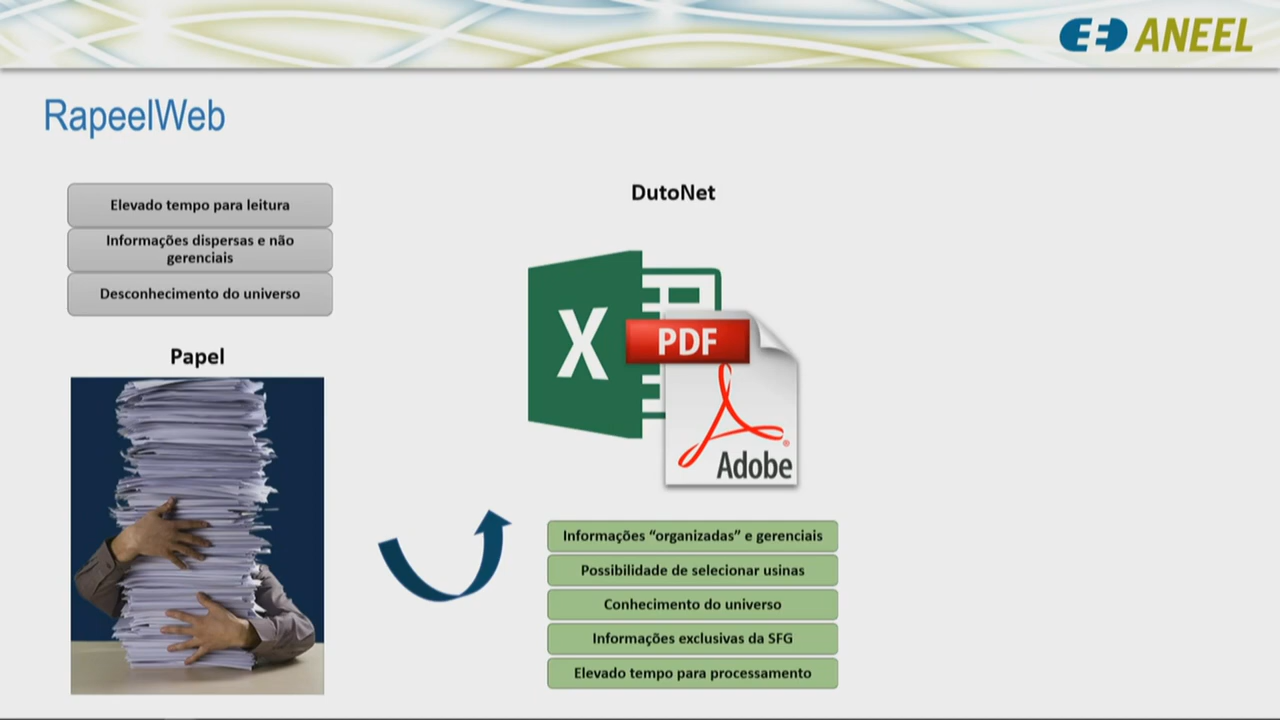 ANEEL
RapeelWeb
Elevado tempo para leitura
Informações dispersas e não
gerenciais
Desconhecimento do universo
Papel
DutoNet
X
PDF
Adobe
Informações “organizadas” e gerenciais
Possibilidade de selecionar usinas
Conhecimento do universo
Informações exclusivas da SFG
Elevado tempo para processamento